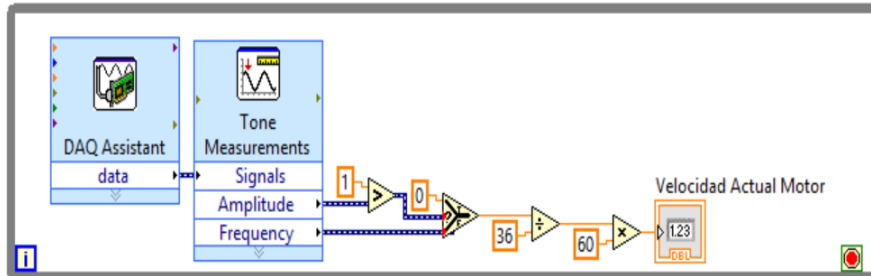 DAQ Assistant
data
Tone
Measurements
Signals
Amplitude
Frequency
1
>
0
?
36
÷
60
×
Velocidad Actual Motor
1.23
DBL
i